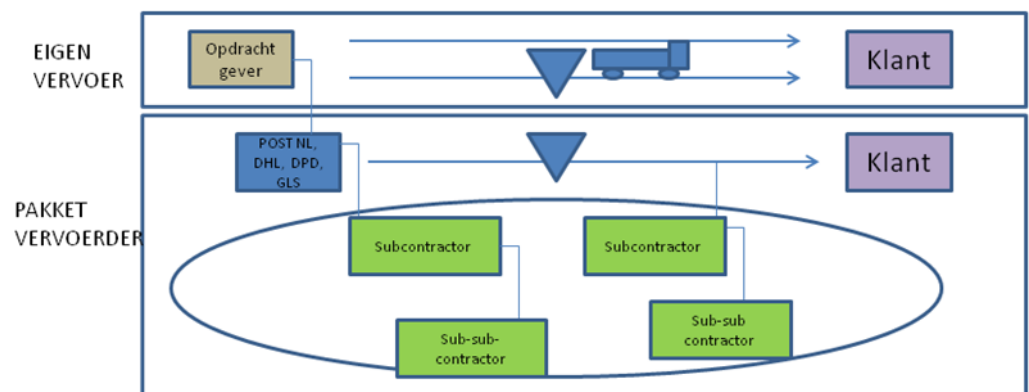 EIGEN
VERVOER
Opdracht
gever
Klant
POST NL,
DHL, DPD,
GLS
Klant
PAKKET
VERVOERDER
Subcontractor
Subcontractor
Sub-sub-
contractor
Sub-sub
contractor